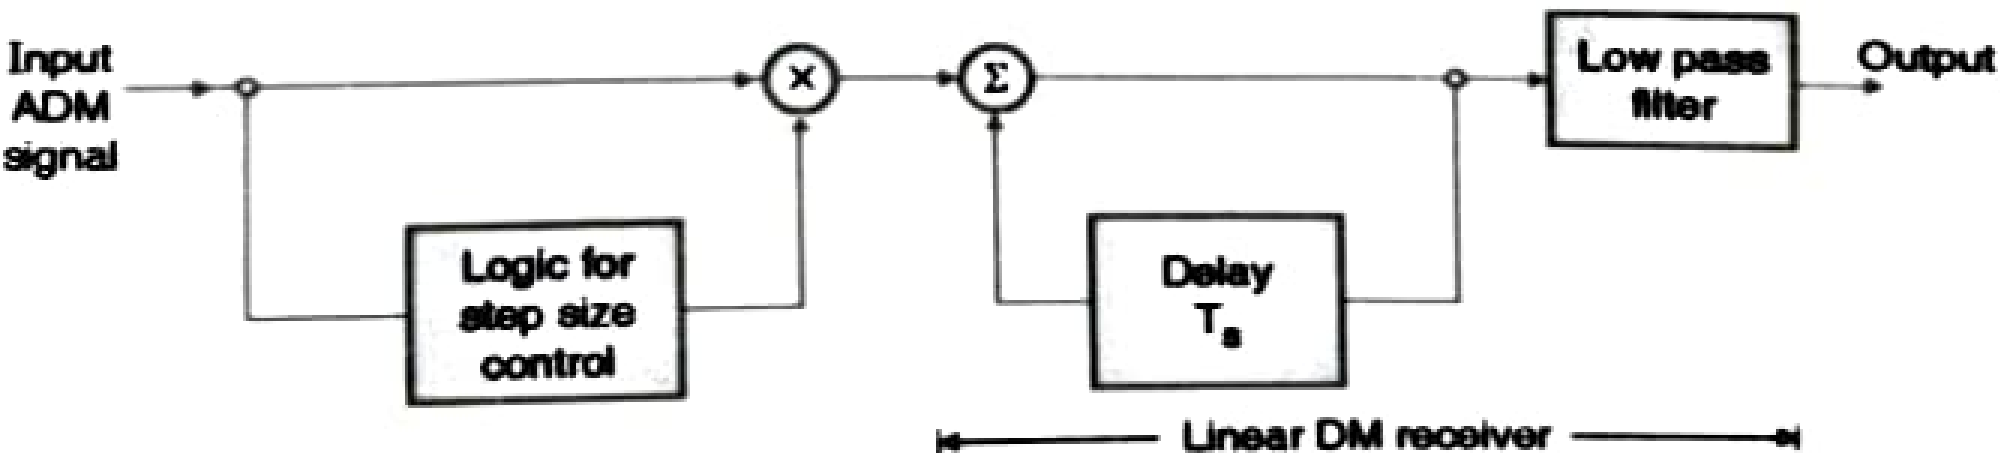 Input
ADM
signal
×
Σ
Low pass
filter
Output
Logic for
step size
control
Delay
Ts
Linear DM receiver